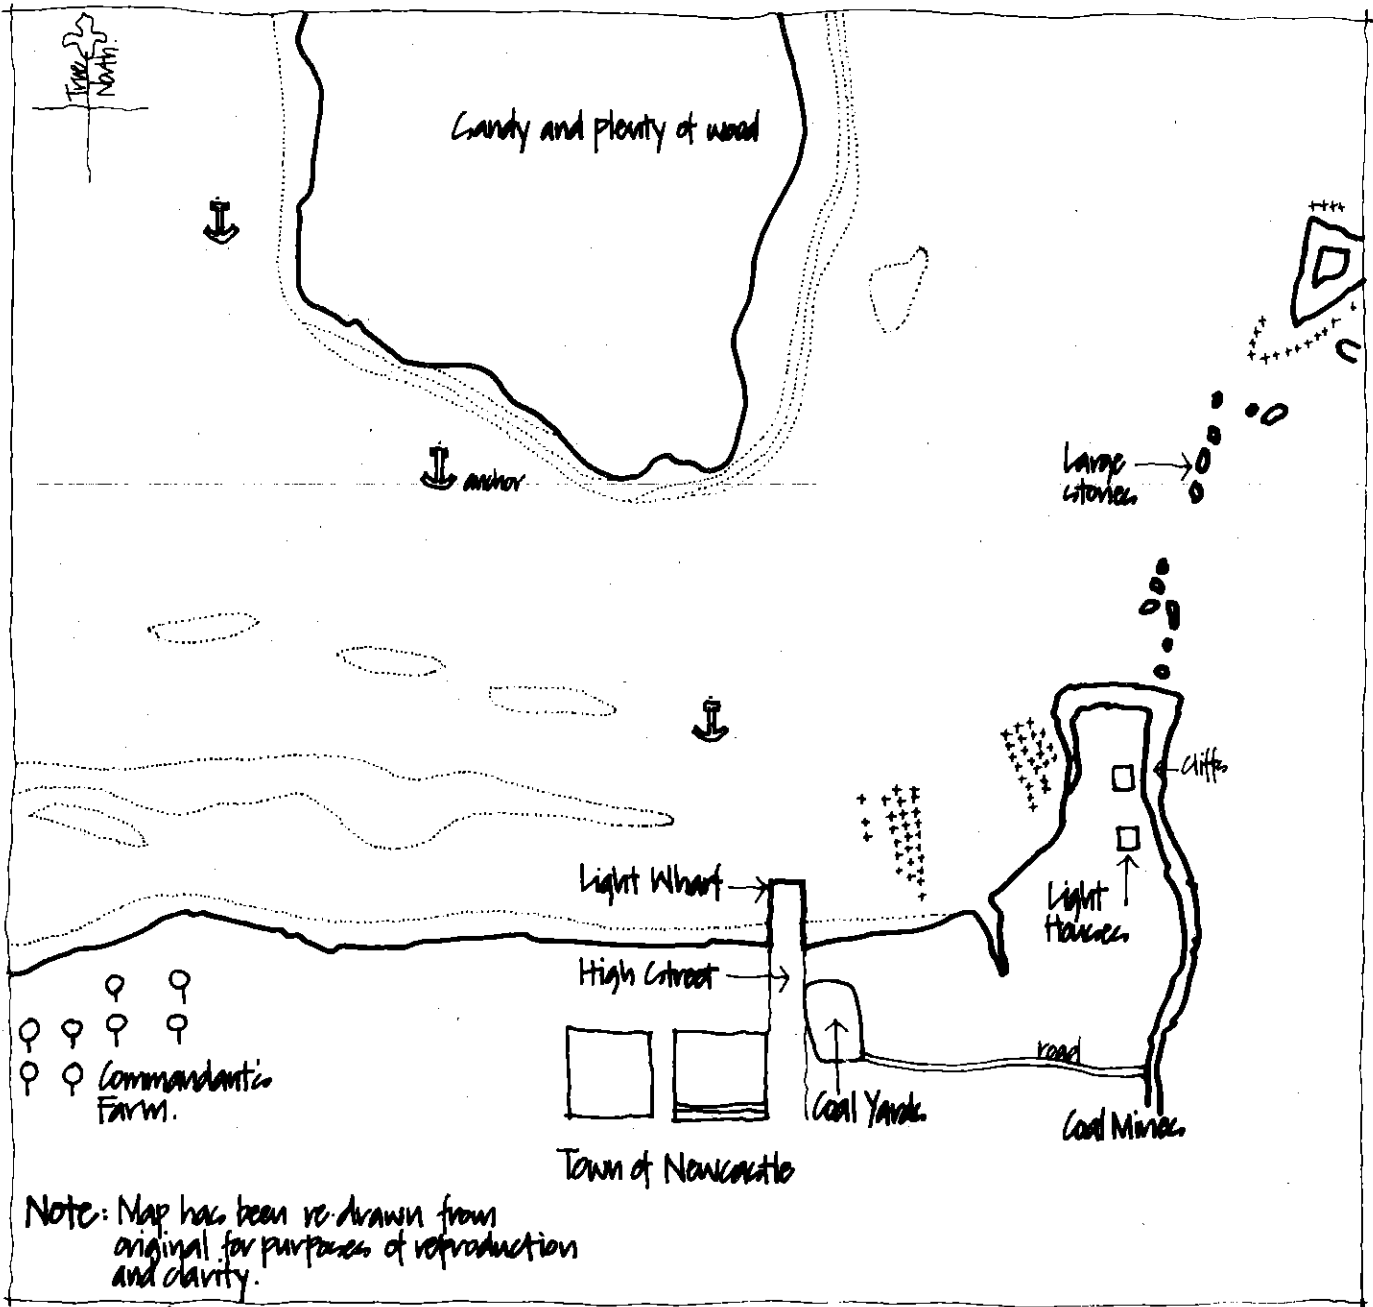 True
North.
Sandy and plenty of wood
Large
stones
anchor
cliffs
Light Wharf
Light
Houses
High Street
road
Commandant's
Farm.
Coal Yards
Coal Mines
Town of Newcastle
Note: Map has been re-drawn from
original for purposes of reproduction
and clarity.